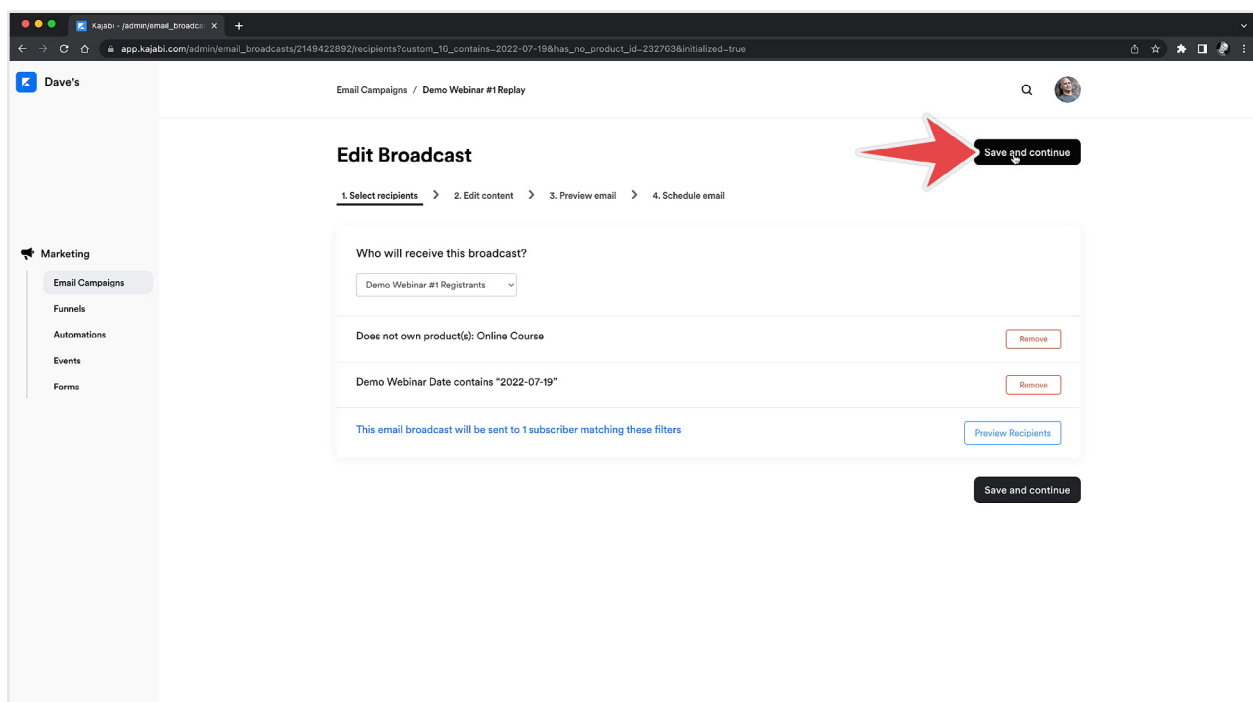 Kajabi - /admin/email_broadca
app.kajabi.com/admin/email_broadcasts/2149422892/recipients?custom_10_contains=2022-07-19&has_no_product_id=232703&initialized=true
Dave's
Email Campaigns / Demo Webinar #1 Replay
Edit Broadcast
Save and continue
1. Select recipients > 2. Edit content > 3. Preview email > 4. Schedule email
Marketing
Email Campaigns
Funnels
Automations
Events
Forms
Who will receive this broadcast?
Demo Webinar #1 Registrants
Does not own product(s): Online Course
Remove
Demo Webinar Date contains "2022-07-19"
Remove
This email broadcast will be sent to 1 subscriber matching these filters
Preview Recipients
Save and continue